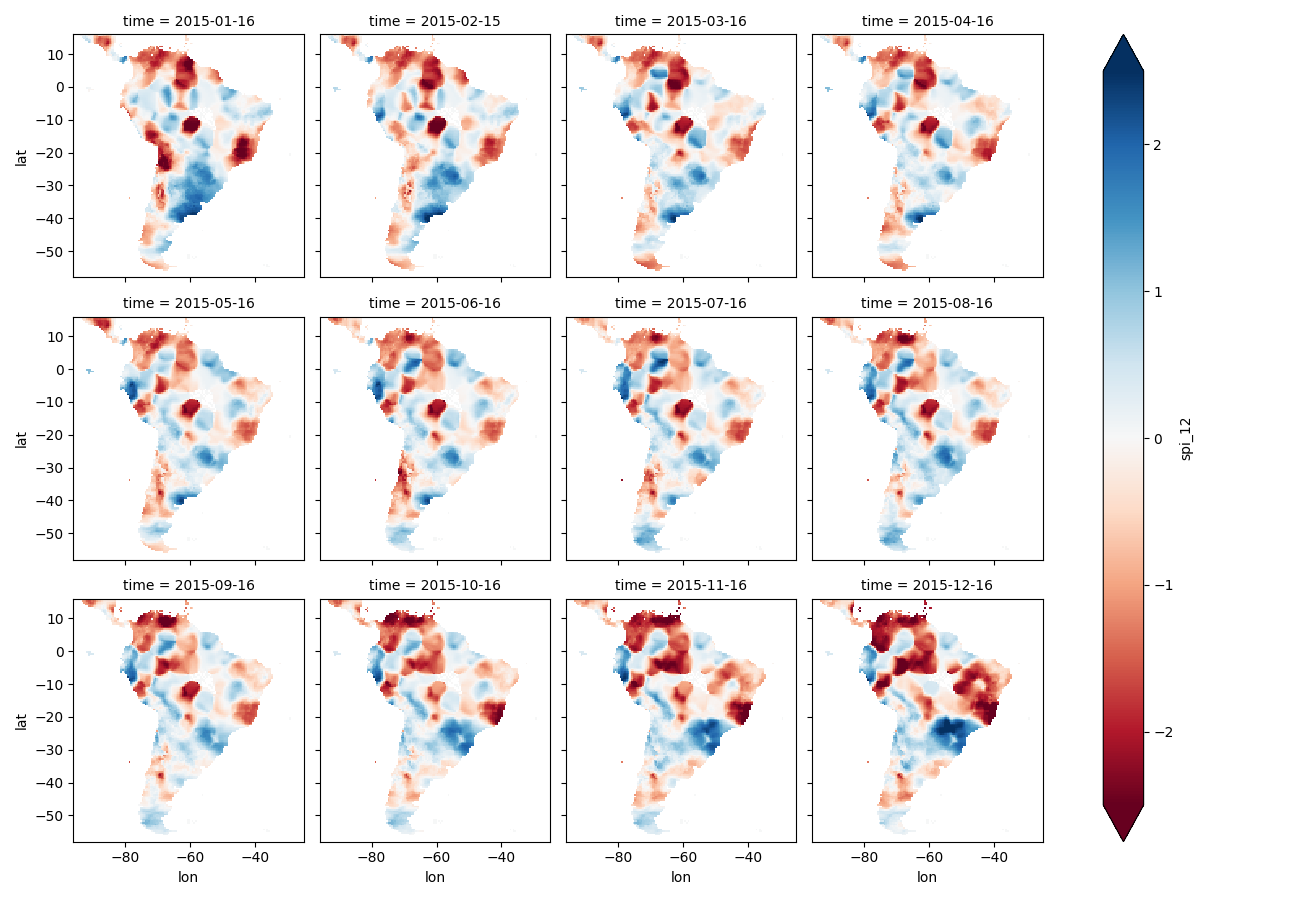 time = 2015-01-16
time = 2015-02-15
time = 2015-03-16
time = 2015-04-16
10
0
−10
−20
−30
−40
−50
lat
time = 2015-05-16
time = 2015-06-16
time = 2015-07-16
time = 2015-08-16
10
0
−10
−20
−30
−40
−50
lat
time = 2015-09-16
time = 2015-10-16
time = 2015-11-16
time = 2015-12-16
10
0
−10
−20
−30
−40
−50
lat
−80 −60 −40
−80 −60 −40
−80 −60 −40
−80 −60 −40
lon
lon
lon
lon
2
1
0
−1
−2
spi_12